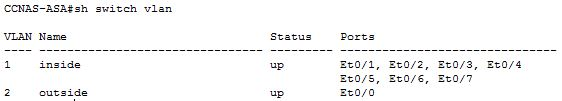 CCNAS-ASA#sh switch vlan
VLAN Name                             Status    Ports
---- -------------------------------- --------- -----------------------------
1    inside                           up        Et0/1, Et0/2, Et0/3, Et0/4
                                                Et0/5, Et0/6, Et0/7
2    outside                          up        Et0/0